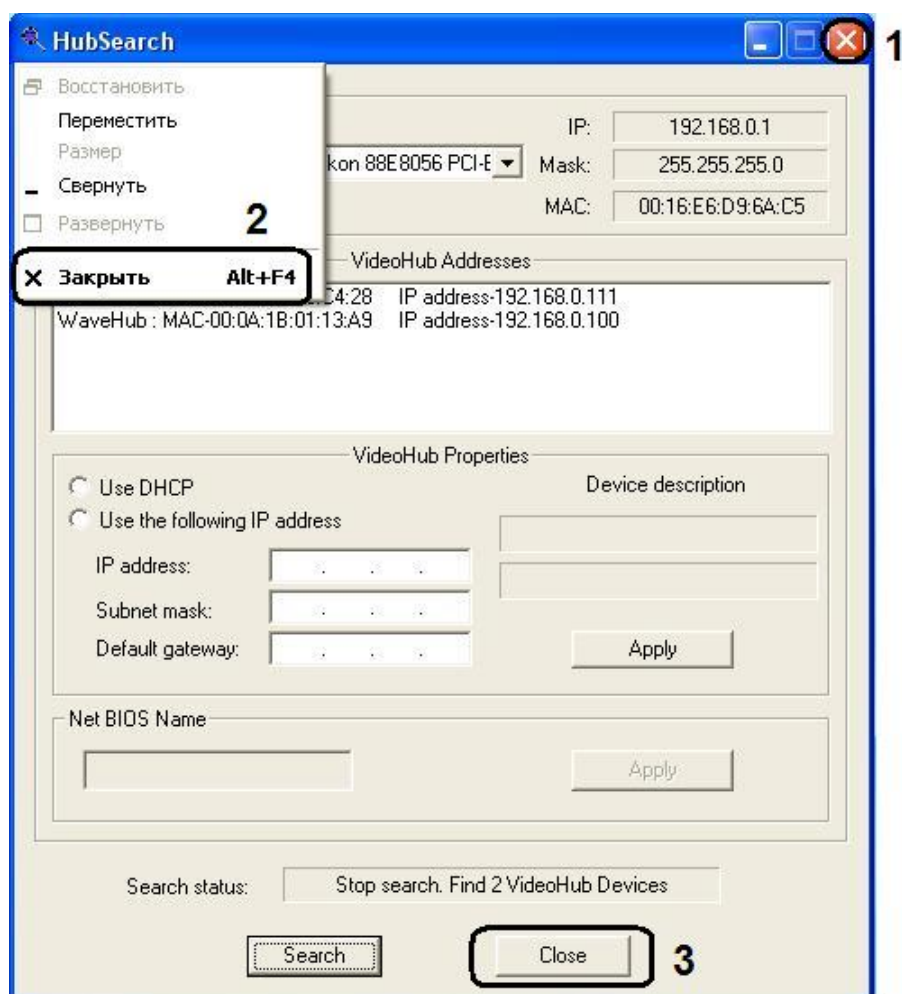 HubSearch
1
Восстановить
Переместить
Размер
Свернуть
Развернуть
2
Закрыть Alt+F4
IP: 192.168.0.1
kon 88E8056 PCI-E Mask: 255.255.255.0
MAC: 00:16:E6:D9:6A:C5
VideoHub Addresses
C4:28 IP address-192.168.0.111
WaveHub : MAC-00:0A:1B:01:13:A9 IP address-192.168.0.100
VideoHub Properties
Use DHCP
Device description
Use the following IP address
IP address: . . .
Subnet mask: . . .
Default gateway: . . .
Apply
Net BIOS Name
Apply
Search status: Stop search. Find 2 VideoHub Devices
Search Close 3